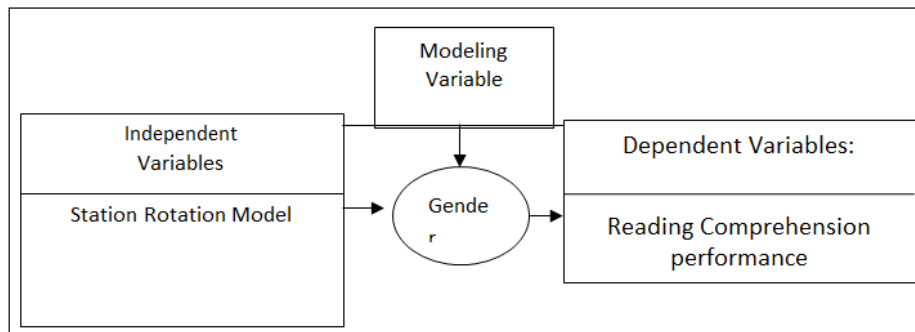 Modeling
Variable
Independent
Variables
Station Rotation Model
Gende
r
Dependent Variables:
Reading Comprehension
performance